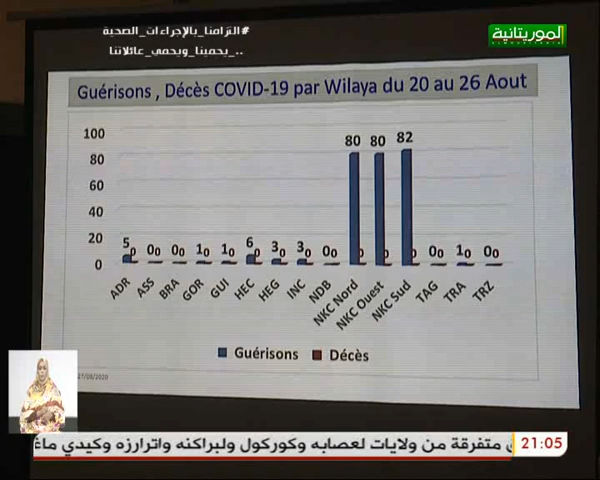 #التزامنا_بالإجراءات_الصحية
.._يحمينا_ويحمي_عائلاتنا
الموريتانية
Guérisons , Décès COVID-19 par Wilaya du 20 au 26 Aout
100
80
60
40
20
0
5 0 0 0 0 0 1 0 1 0 6 0 3 0 3 0 0 0 80 0 80 0 82 0 0 0 1 0 0 0
ADR ASS BRA GOR GUI HEC HEG INC NDB NKC Nord NKC Ouest NKC Sud TAG TRA TRZ
Guérisons Décès
27/08/2020
متفرقة من ولايات لعصابه وكوركول ولبراكنه واترارزه وكيدي ماغ
21:05